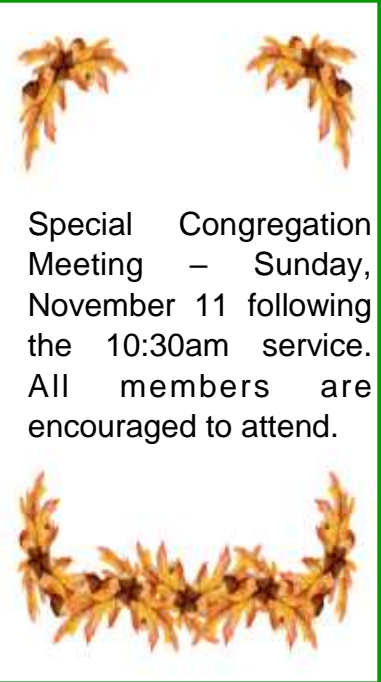 Special Congregation
Meeting – Sunday,
November 11 following
the 10:30am service.
All members are
encouraged to attend.